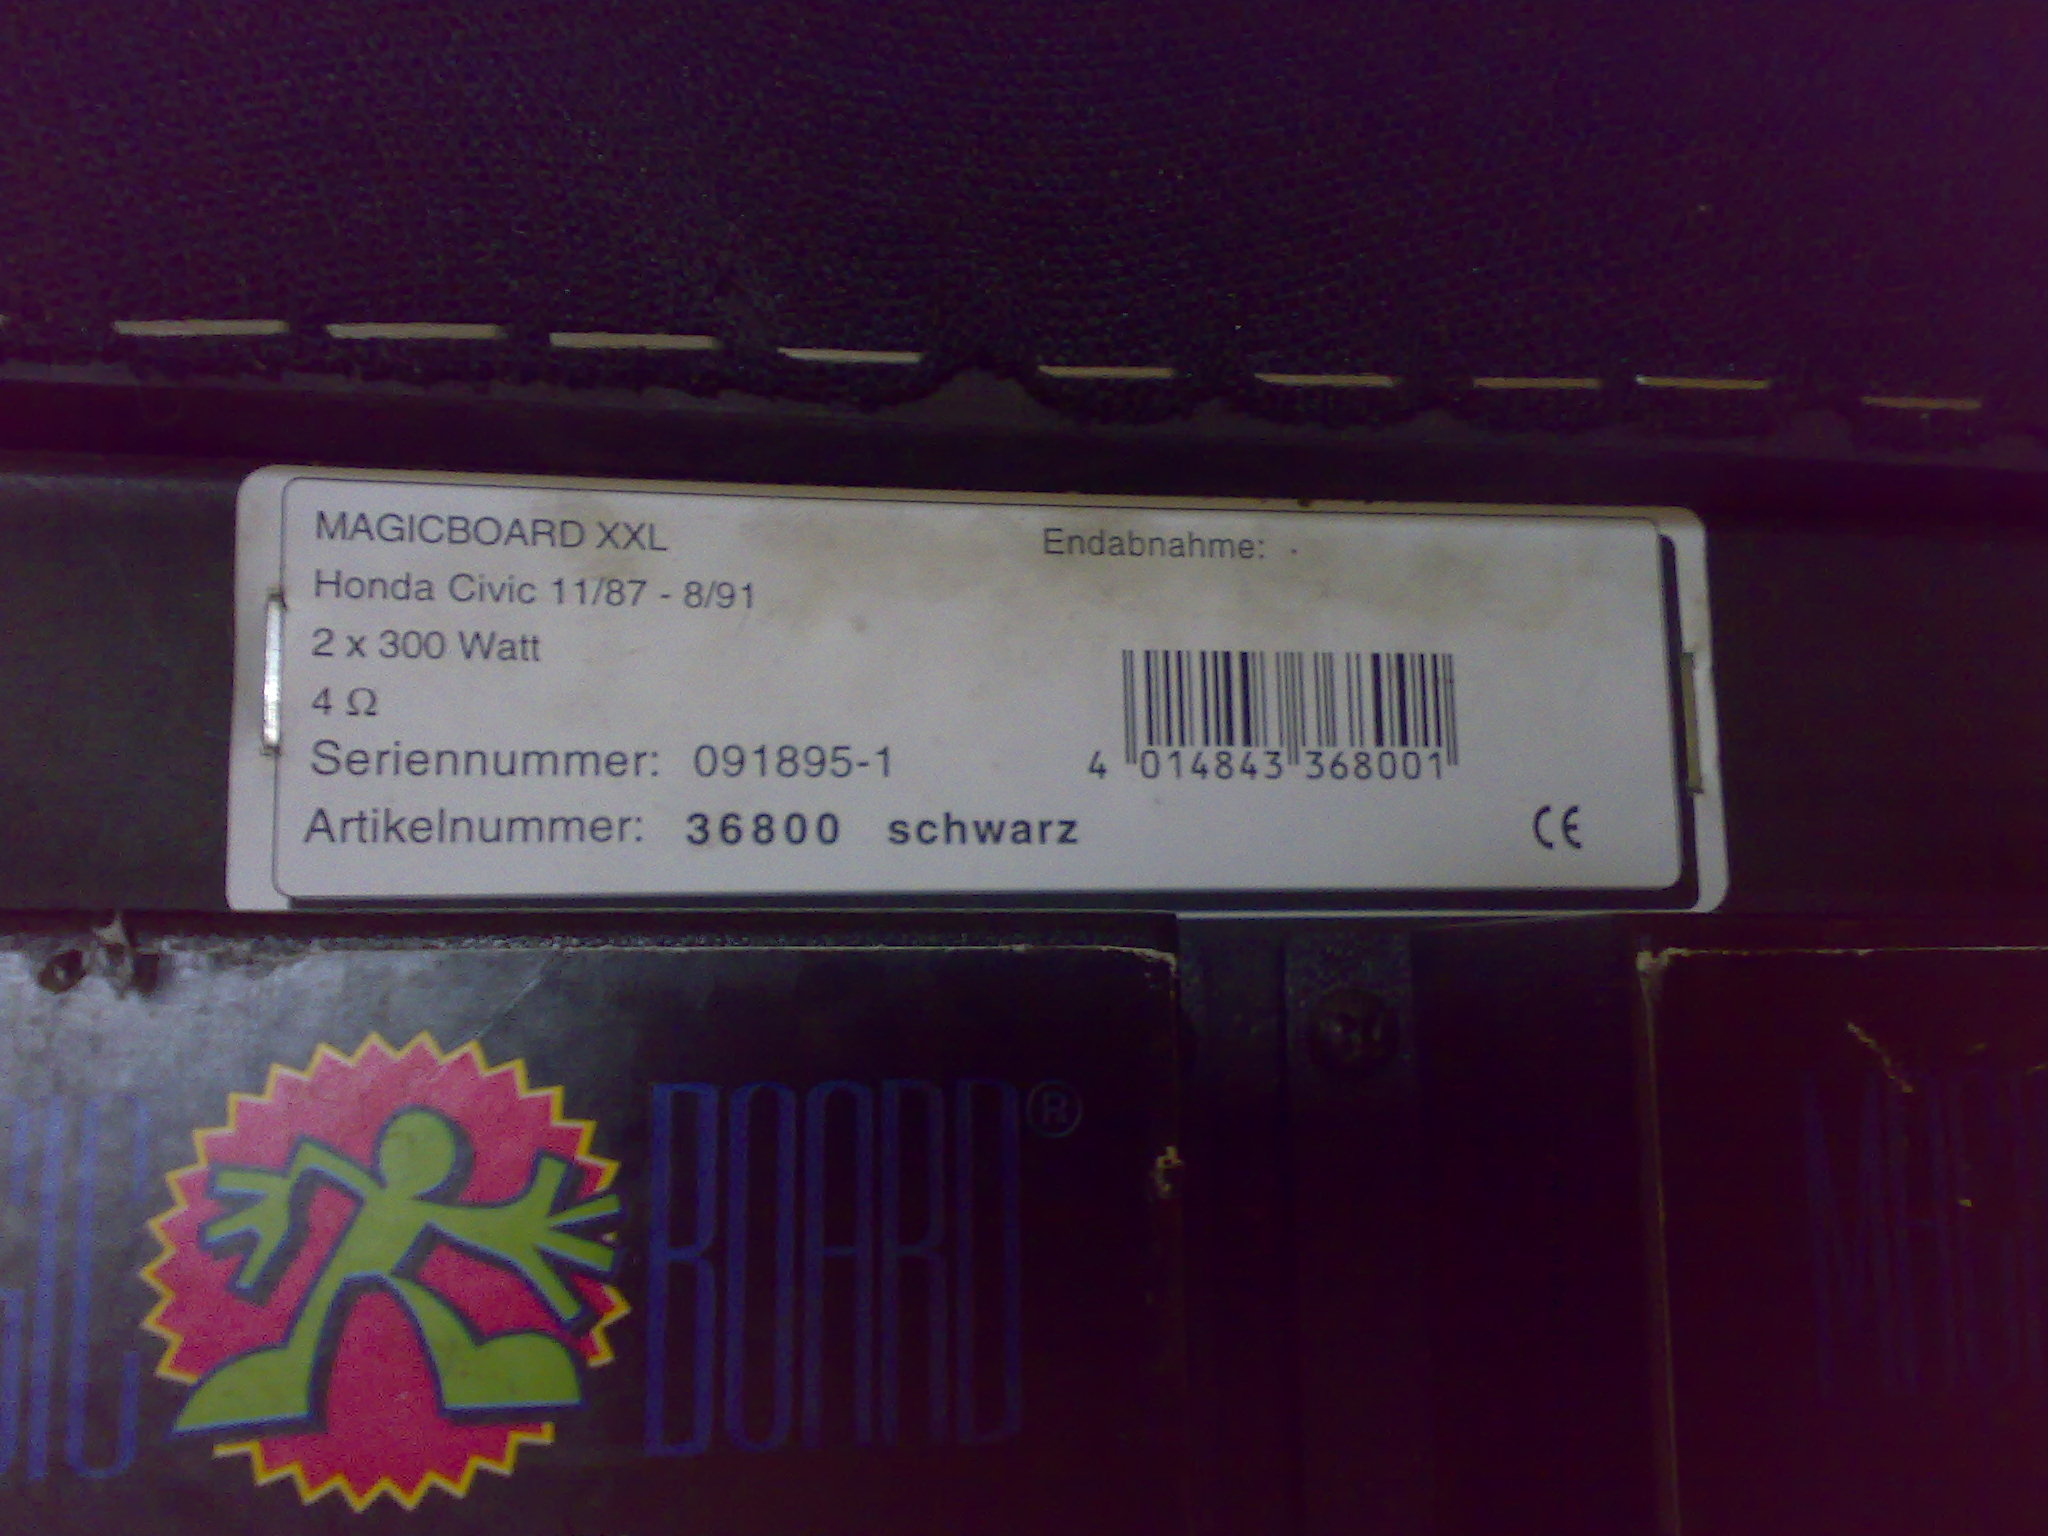 MAGICBOARD XXL
Endabnahme:
Honda Civic 11/87 - 8/91
2 x 300 Watt
4 Ω
Seriennummer: 091895-1
4 014843 368001
Artikelnummer: 36800 schwarz
CE
GIC BOARD®